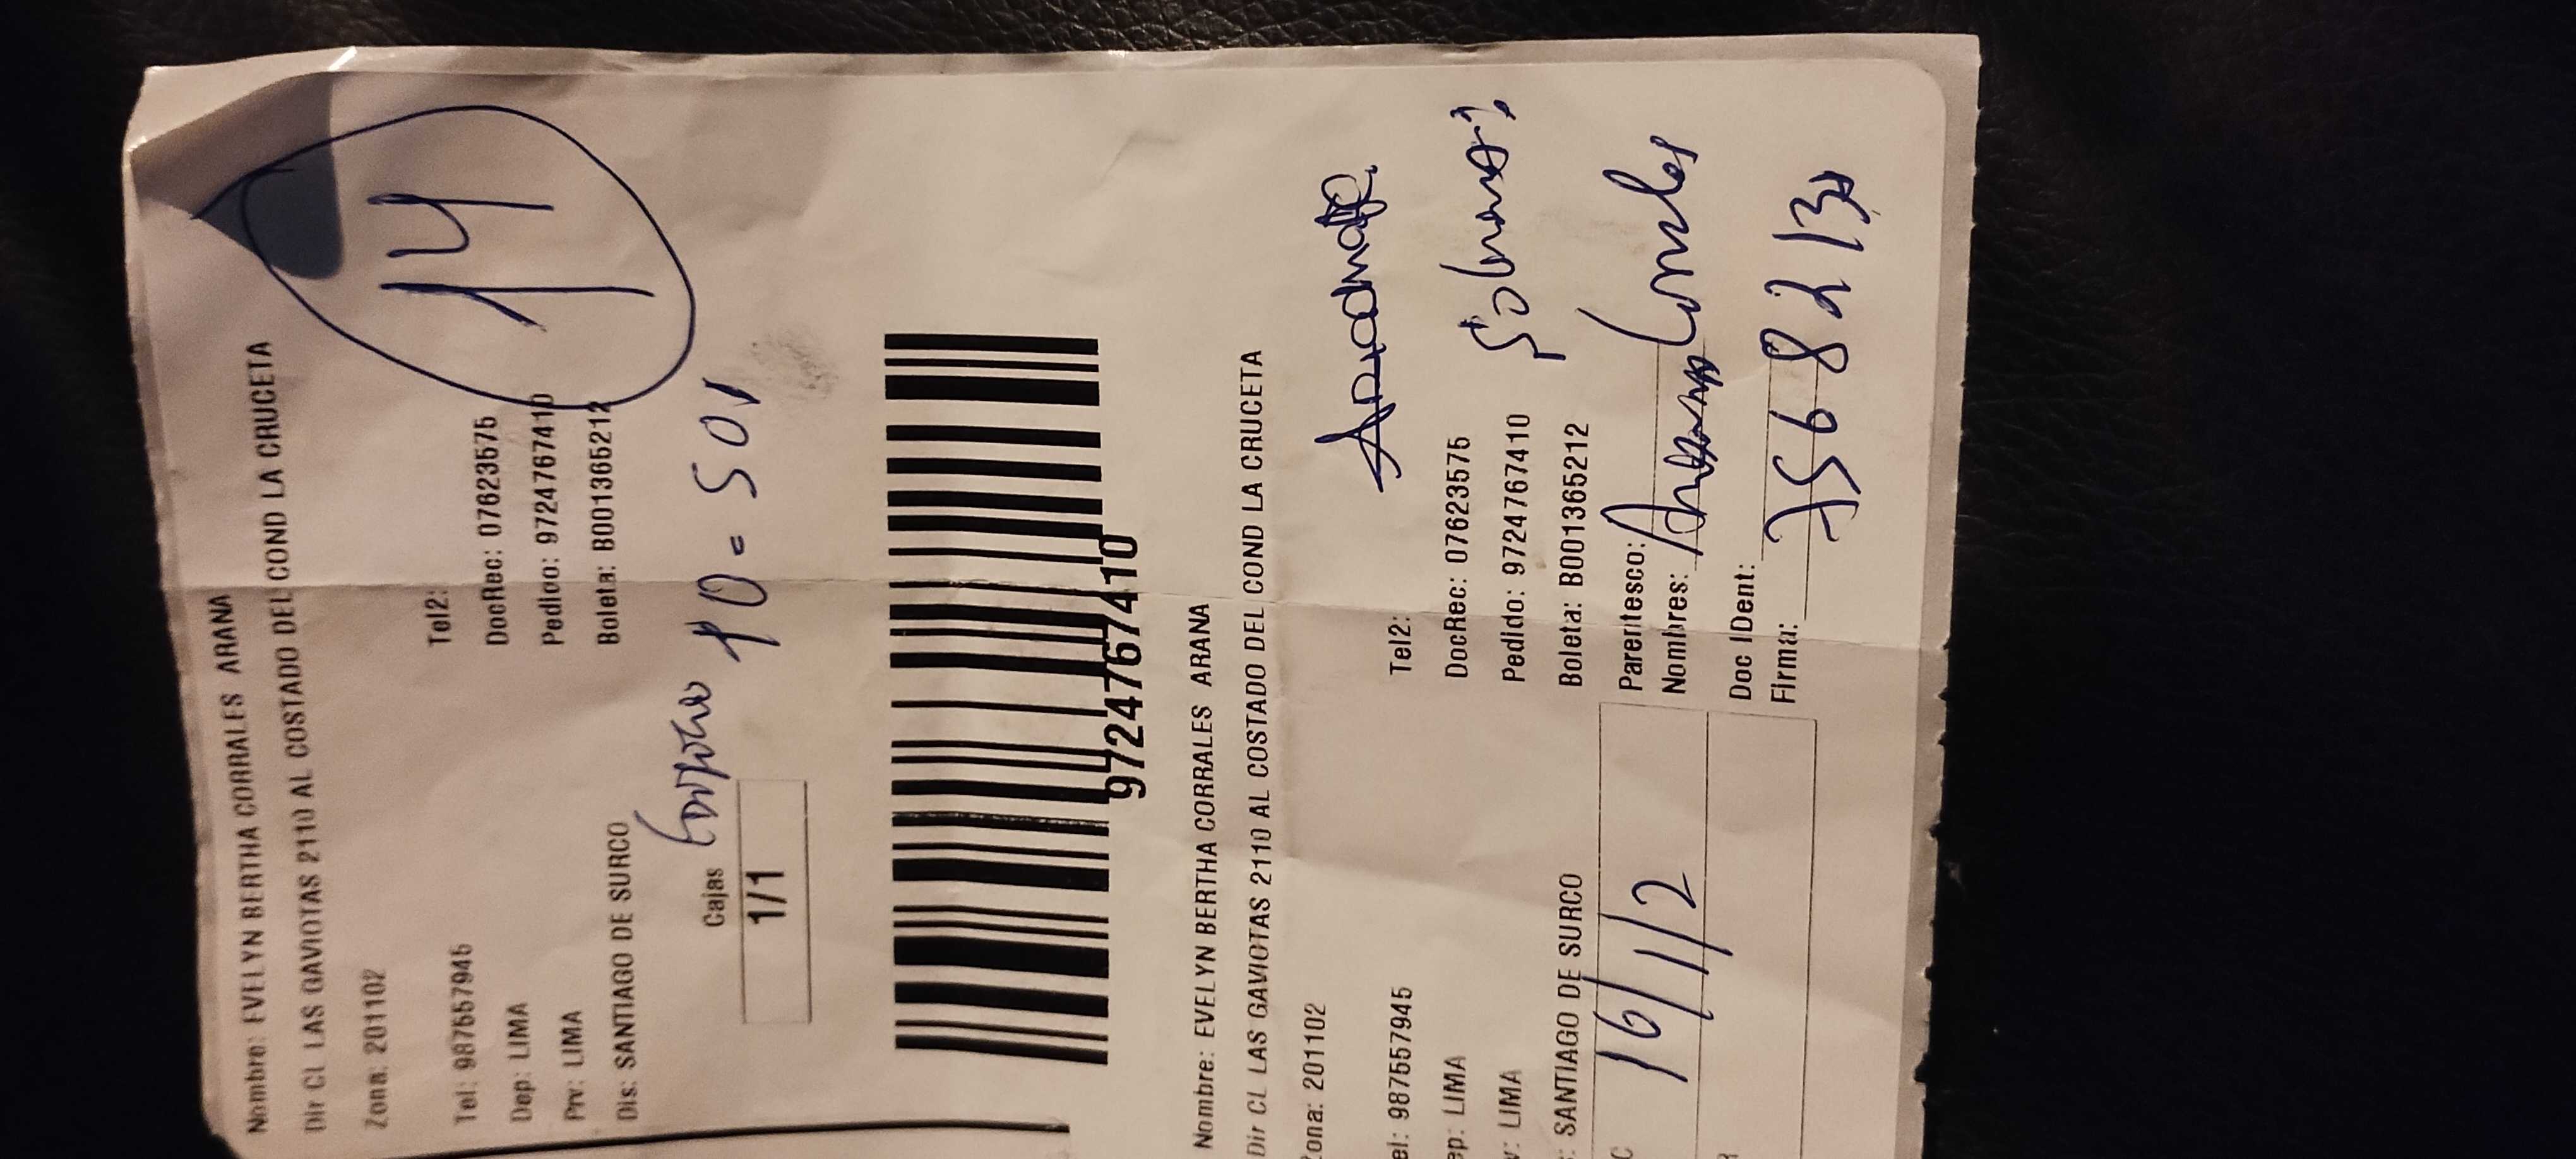 Nombre: EVELYN BERTHA CORRALES ARANA
Dir CL LAS GAVIOTAS 2110 AL COSTADO DEL COND LA CRUCETA
Zona: 201102
14
Tel: 987557945 Tel2:
Dep: LIMA DocRec: 07623575
Prv: LIMA Pedido: 9724767410
Dis: SANTIAGO DE SURCO Boleta: B001365212
Cajas
1/1
10 = 50
9724767410
Nombre: EVELYN BERTHA CORRALES ARANA
Dir CL LAS GAVIOTAS 2110 AL COSTADO DEL COND LA CRUCETA
Zona: 201102
el: 987557945 Tel2:
ep: LIMA DocRec: 07623575
v: LIMA Pedido: 9724767410
: SANTIAGO DE SURCO Boleta: B001365212
C 16/1/2 Parentesco:
Nombres:
Doc IDent:
Firma: